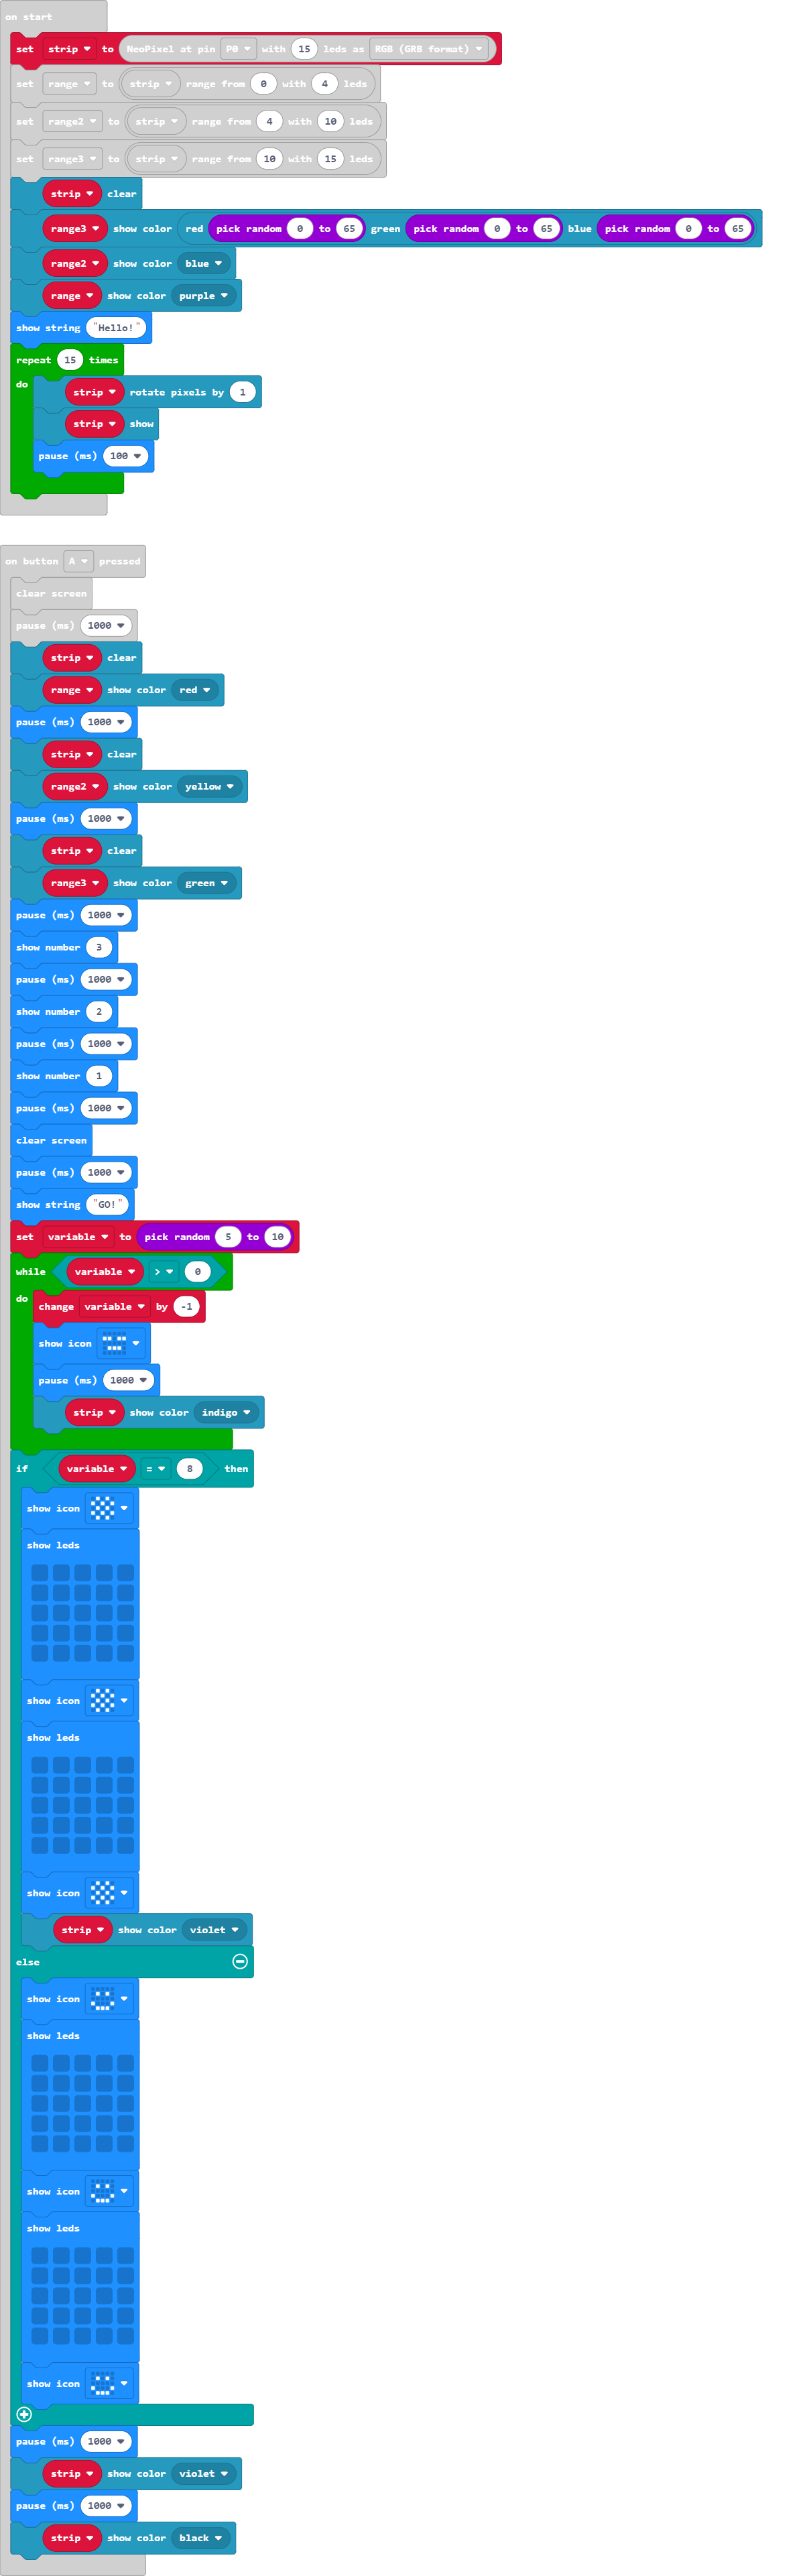 on start
set strip to NeoPixel at pin P0 with 15 leds as RGB (GRB format)
set range to strip range from 0 with 4 leds
set range2 to strip range from 4 with 10 leds
set range3 to strip range from 10 with 15 leds
strip clear
range3 show color red pick random 0 to 65 green pick random 0 to 65 blue pick random 0 to 65
range2 show color blue
range show color purple
show string "Hello!"
repeat 15 times
do
strip rotate pixels by 1
strip show
pause (ms) 100
on button A pressed
clear screen
pause (ms) 1000
strip clear
range show color red
pause (ms) 1000
strip clear
range2 show color yellow
pause (ms) 1000
strip clear
range3 show color green
pause (ms) 1000
show number 3
pause (ms) 1000
show number 2
pause (ms) 1000
show number 1
pause (ms) 1000
clear screen
pause (ms) 1000
show string "GO!"
set variable to pick random 5 to 10
while variable > 0
do
change variable by -1
show icon
pause (ms) 1000
strip show color indigo
if variable = 8 then
show icon
show leds
show icon
show leds
show icon
strip show color violet
else
show icon
show leds
show icon
show leds
show icon
pause (ms) 1000
strip show color violet
pause (ms) 1000
strip show color black